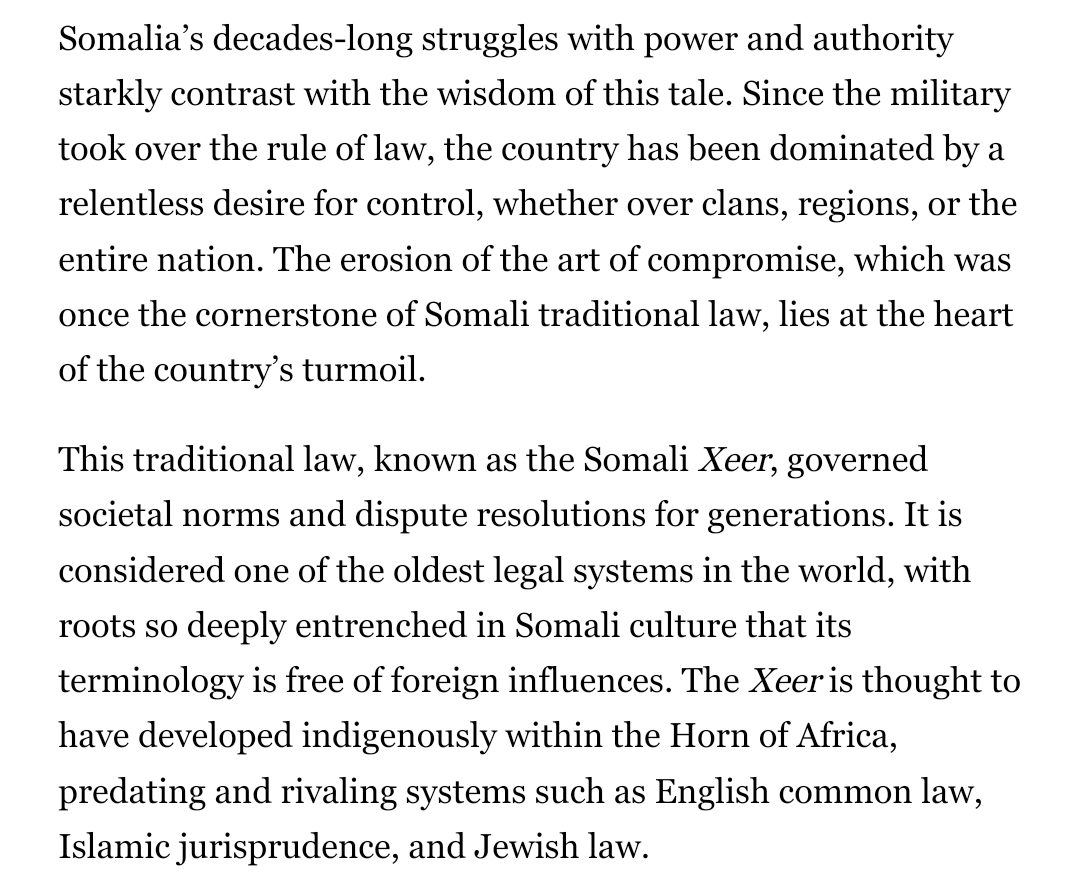 Somalia’s decades-long struggles with power and authority
starkly contrast with the wisdom of this tale. Since the military
took over the rule of law, the country has been dominated by a
relentless desire for control, whether over clans, regions, or the
entire nation. The erosion of the art of compromise, which was
once the cornerstone of Somali traditional law, lies at the heart
of the country’s turmoil.
This traditional law, known as the Somali Xeer, governed
societal norms and dispute resolutions for generations. It is
considered one of the oldest legal systems in the world, with
roots so deeply entrenched in Somali culture that its
terminology is free of foreign influences. The Xeer is thought to
have developed indigenously within the Horn of Africa,
predating and rivaling systems such as English common law,
Islamic jurisprudence, and Jewish law.